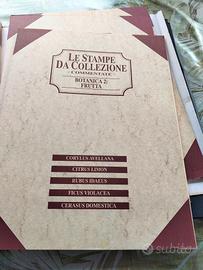 LE STAMPE
DA COLLEZIONE
COMMENTATE
BOTANICA 2:
FRUTTA
CORYLUS AVELLANA
CITRUS LIMON
RUBUS IDAEUS
FICUS VIOLACEA
CERASUS DOMESTICA
subito